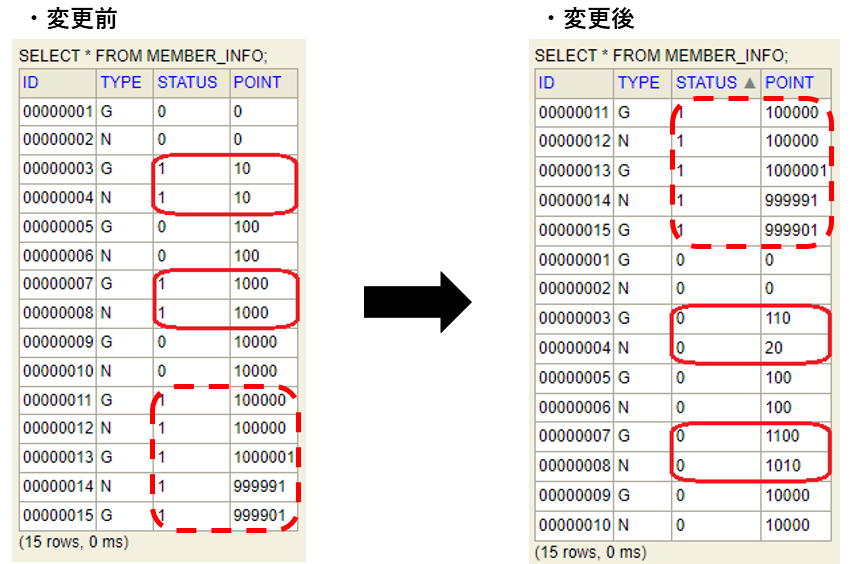 ・変更前
SELECT * FROM MEMBER_INFO;
ID TYPE STATUS POINT
00000001 G 0 0
00000002 N 0 0
00000003 G 1 10
00000004 N 1 10
00000005 G 0 100
00000006 N 0 100
00000007 G 1 1000
00000008 N 1 1000
00000009 G 0 10000
00000010 N 0 10000
00000011 G 1 100000
00000012 N 1 100000
00000013 G 1 1000001
00000014 N 1 999991
00000015 G 1 999901
(15 rows, 0 ms)
・変更後
SELECT * FROM MEMBER_INFO;
ID TYPE STATUS ▲ POINT
00000011 G 1 100000
00000012 N 1 100000
00000013 G 1 1000001
00000014 N 1 999991
00000015 G 1 999901
00000001 G 0 0
00000002 N 0 0
00000003 G 0 110
00000004 N 0 20
00000005 G 0 100
00000006 N 0 100
00000007 G 0 1100
00000008 N 0 1010
00000009 G 0 10000
00000010 N 0 10000
(15 rows, 0 ms)